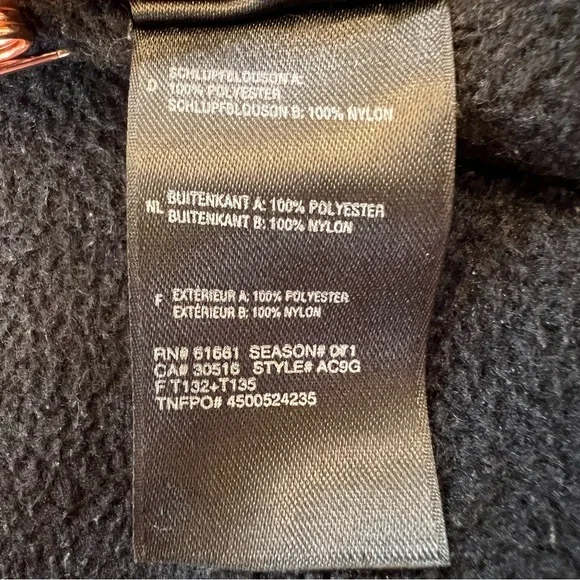 D SCHLUPFBLOUSON A:
100% POLYESTER
SCHLUPFBLOUSON B: 100% NYLON
NL BUITENKANT A: 100% POLYESTER
BUITENKANT B: 100% NYLON
F EXTÉRIEUR A: 100% POLYESTER
EXTÉRIEUR B: 100% NYLON
RN# 61661 SEASON# 071
CA# 30516 STYLE# AC9G
F T132+T135
TNFPO# 4500524235